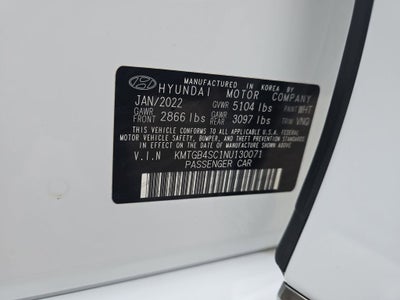 MANUFACTURED IN KOREA BY
HYUNDAI MOTOR COMPANY
JAN/2022 GVWR 5104 lbs PAINT WHT
GAWR FRONT 2866 lbs GAWR REAR 3097 lbs TRIM VNB
THIS VEHICLE CONFORMS TO ALL APPLICABLE U.S.A. FEDERAL
MOTOR VEHICLE SAFETY, BUMPER, AND THEFT PREVENTION STANDARDS
IN EFFECT ON THE DATE OF MANUFACTURE SHOWN ABOVE.
V.I.N KMTGB4SC1NU130071
PASSENGER CAR